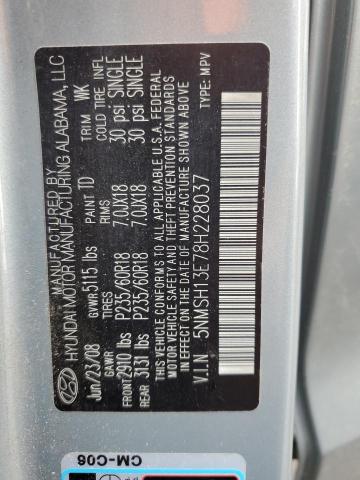 MANUFACTURED BY
HYUNDAI MOTOR MANUFACTURING ALABAMA, LLC
Jun/23/08 GVWR 5115 lbs PAINT TD TRIM WK
TIRES COLD TIRE INFL
FRONT 2910 lbs P235/60R18 7.0JX18 30 psi SINGLE
REAR 3131 lbs P235/60R18 7.0JX18 30 psi SINGLE
THIS VEHICLE CONFORMS TO ALL APPLICABLE U.S.A. FEDERAL
MOTOR VEHICLE SAFETY AND THEFT PREVENTION STANDARDS
IN EFFECT ON THE DATE OF MANUFACTURE SHOWN ABOVE
V.I.N. 5NMSH13E78H228037 TYPE: MPV
CM-C06